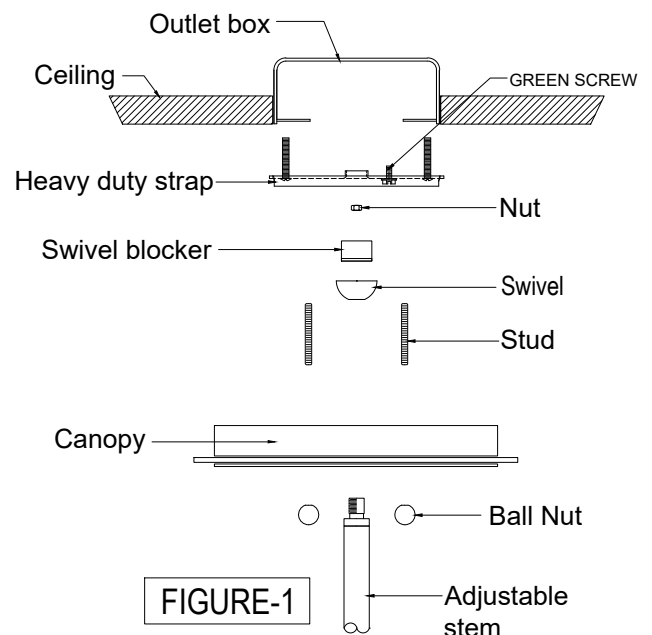 Outlet box
Ceiling
GREEN SCREW
Heavy duty strap
Nut
Swivel blocker
Swivel
Stud
Canopy
Ball Nut
FIGURE-1
Adjustable
stem